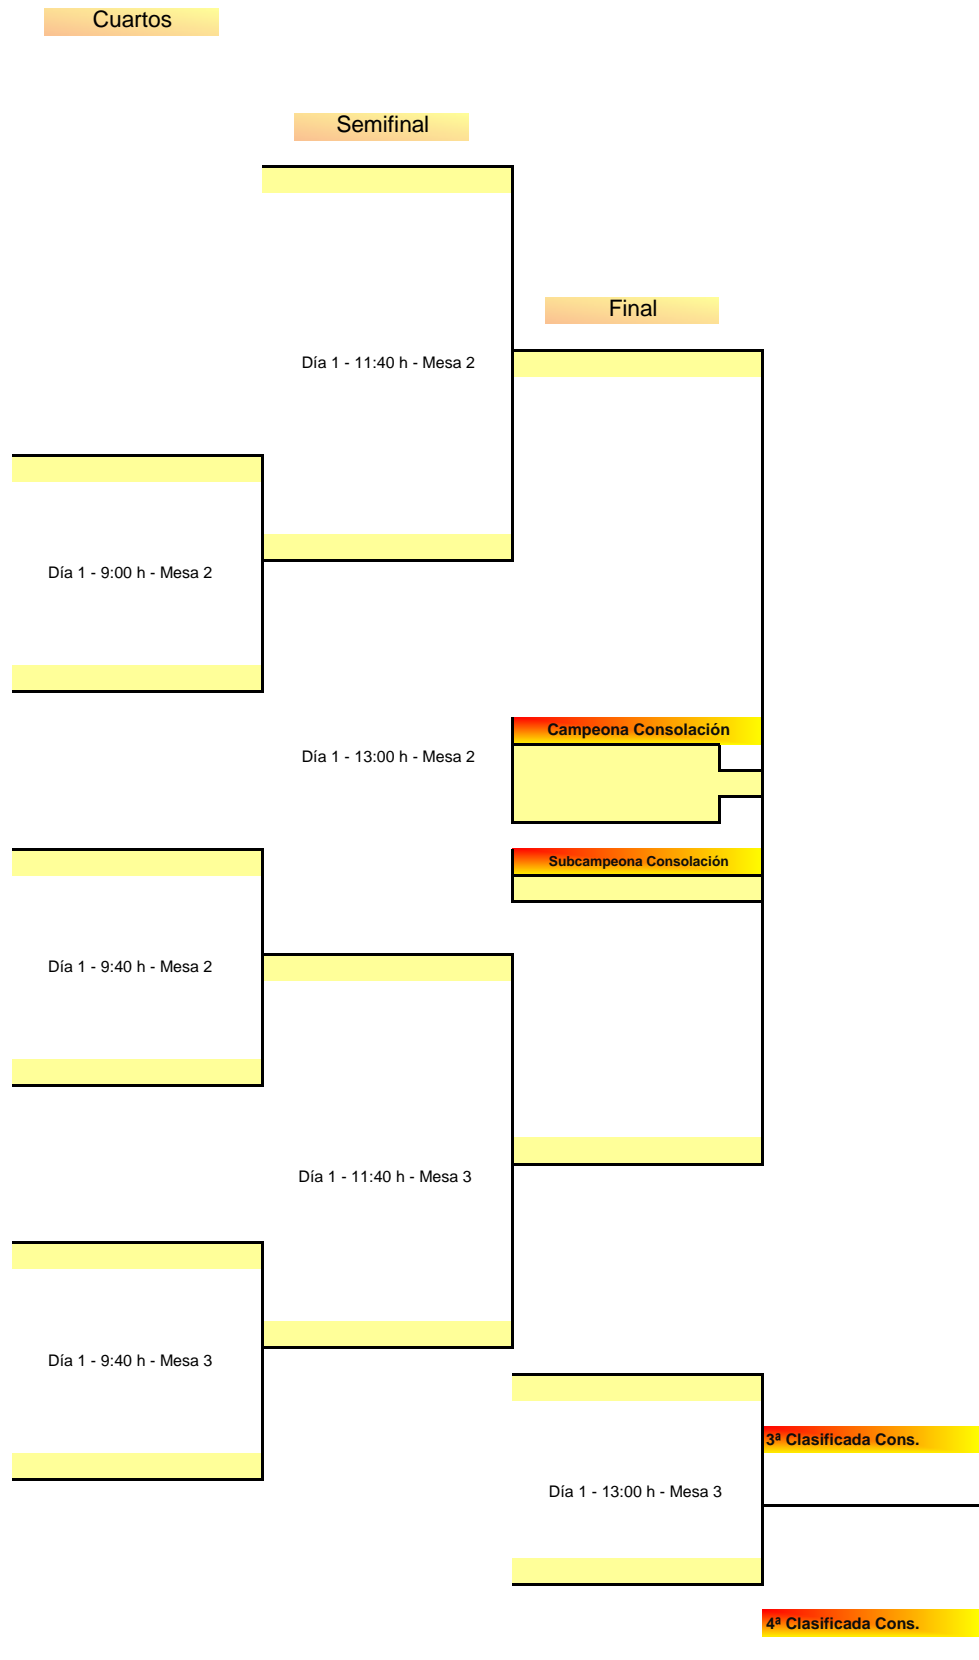 Cuartos
Semifinal
Final
Día 1 - 11:40 h - Mesa 2
Día 1 - 9:00 h - Mesa 2
Campeona Consolación
Día 1 - 13:00 h - Mesa 2
Subcampeona Consolación
Día 1 - 9:40 h - Mesa 2
Día 1 - 11:40 h - Mesa 3
Día 1 - 9:40 h - Mesa 3
3ª Clasificada Cons.
Día 1 - 13:00 h - Mesa 3
4ª Clasificada Cons.